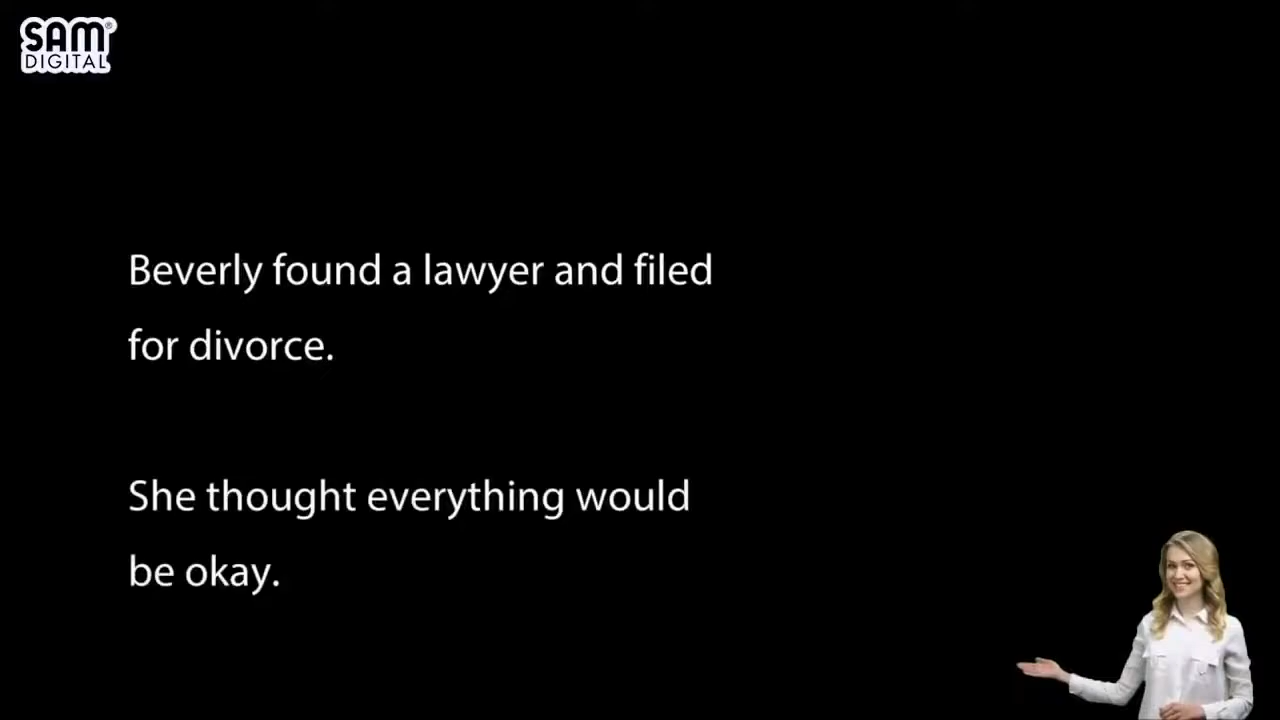 SAM®
DIGITAL
Beverly found a lawyer and filed
for divorce.
She thought everything would
be okay.